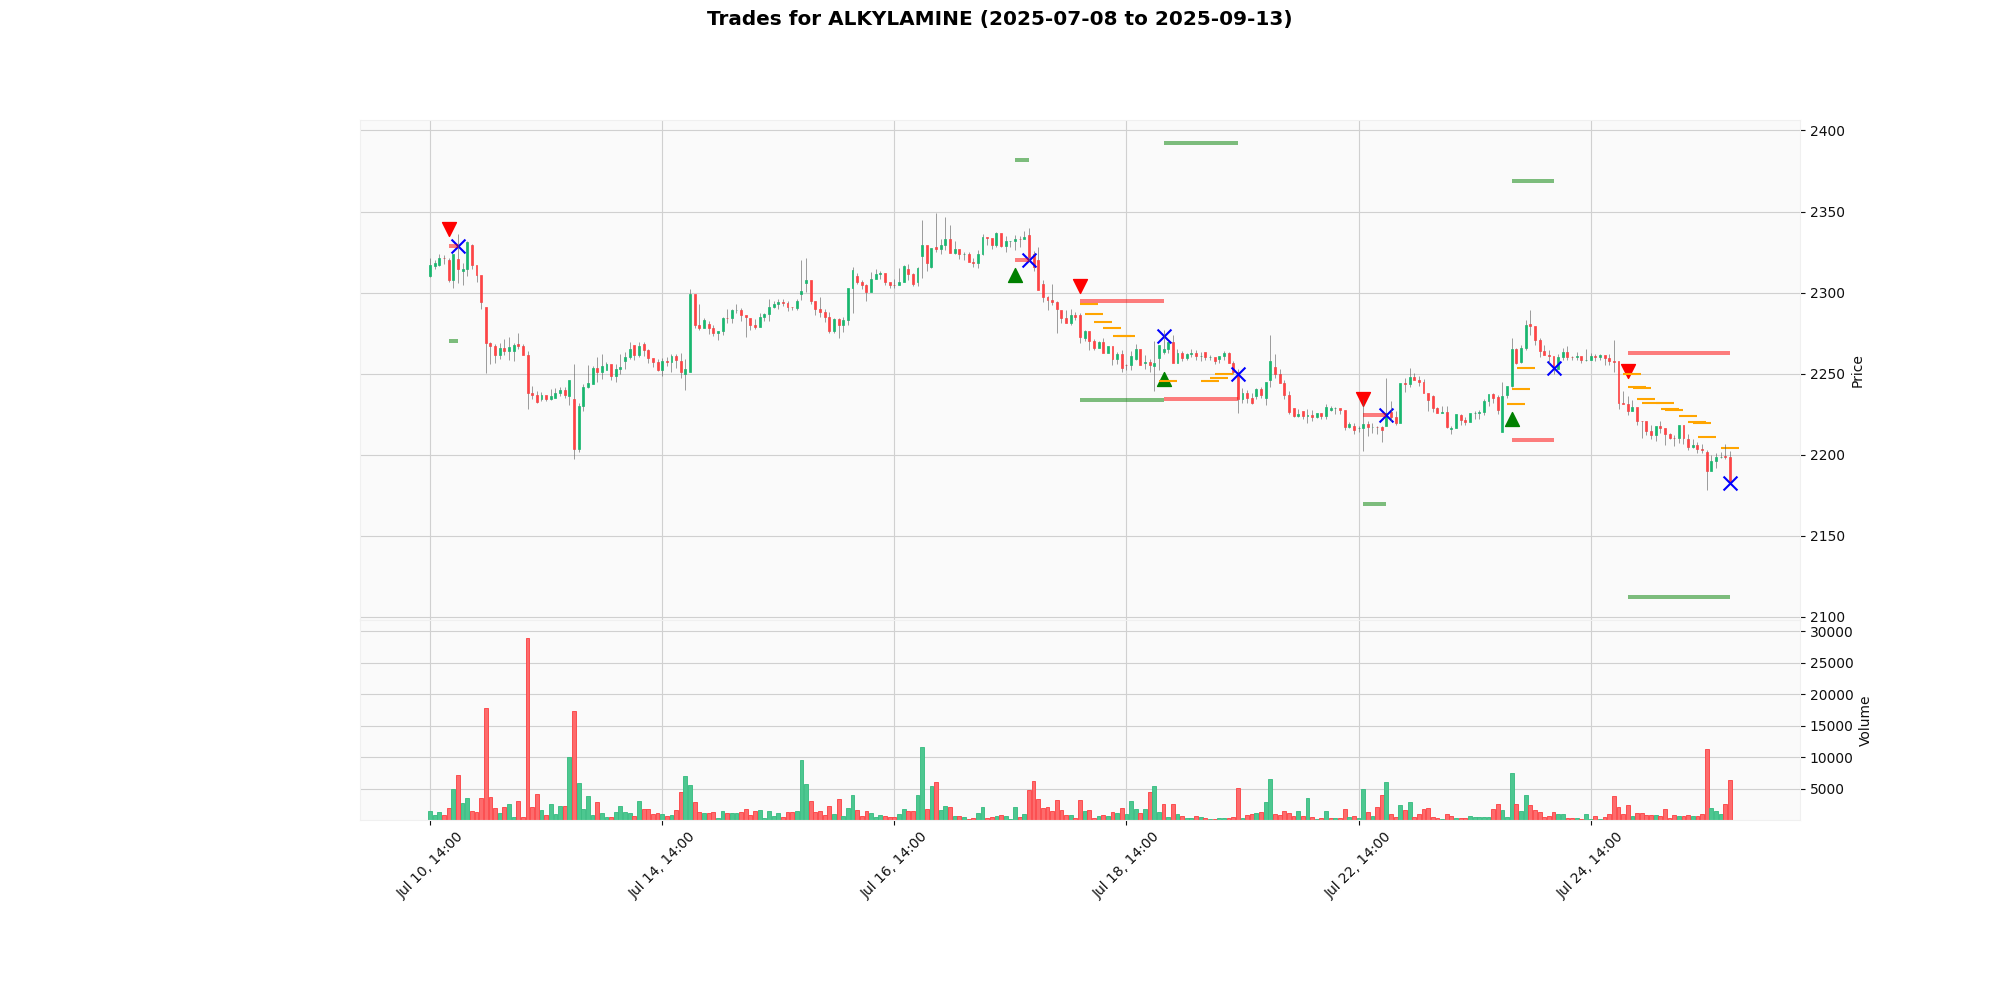 Trades for ALKYLAMINE (2025-07-08 to 2025-09-13)
2400
2350
2300
2250
2200
2150
2100
Price
30000
25000
20000
15000
10000
5000
Volume
Jul 10, 14:00
Jul 14, 14:00
Jul 16, 14:00
Jul 18, 14:00
Jul 22, 14:00
Jul 24, 14:00